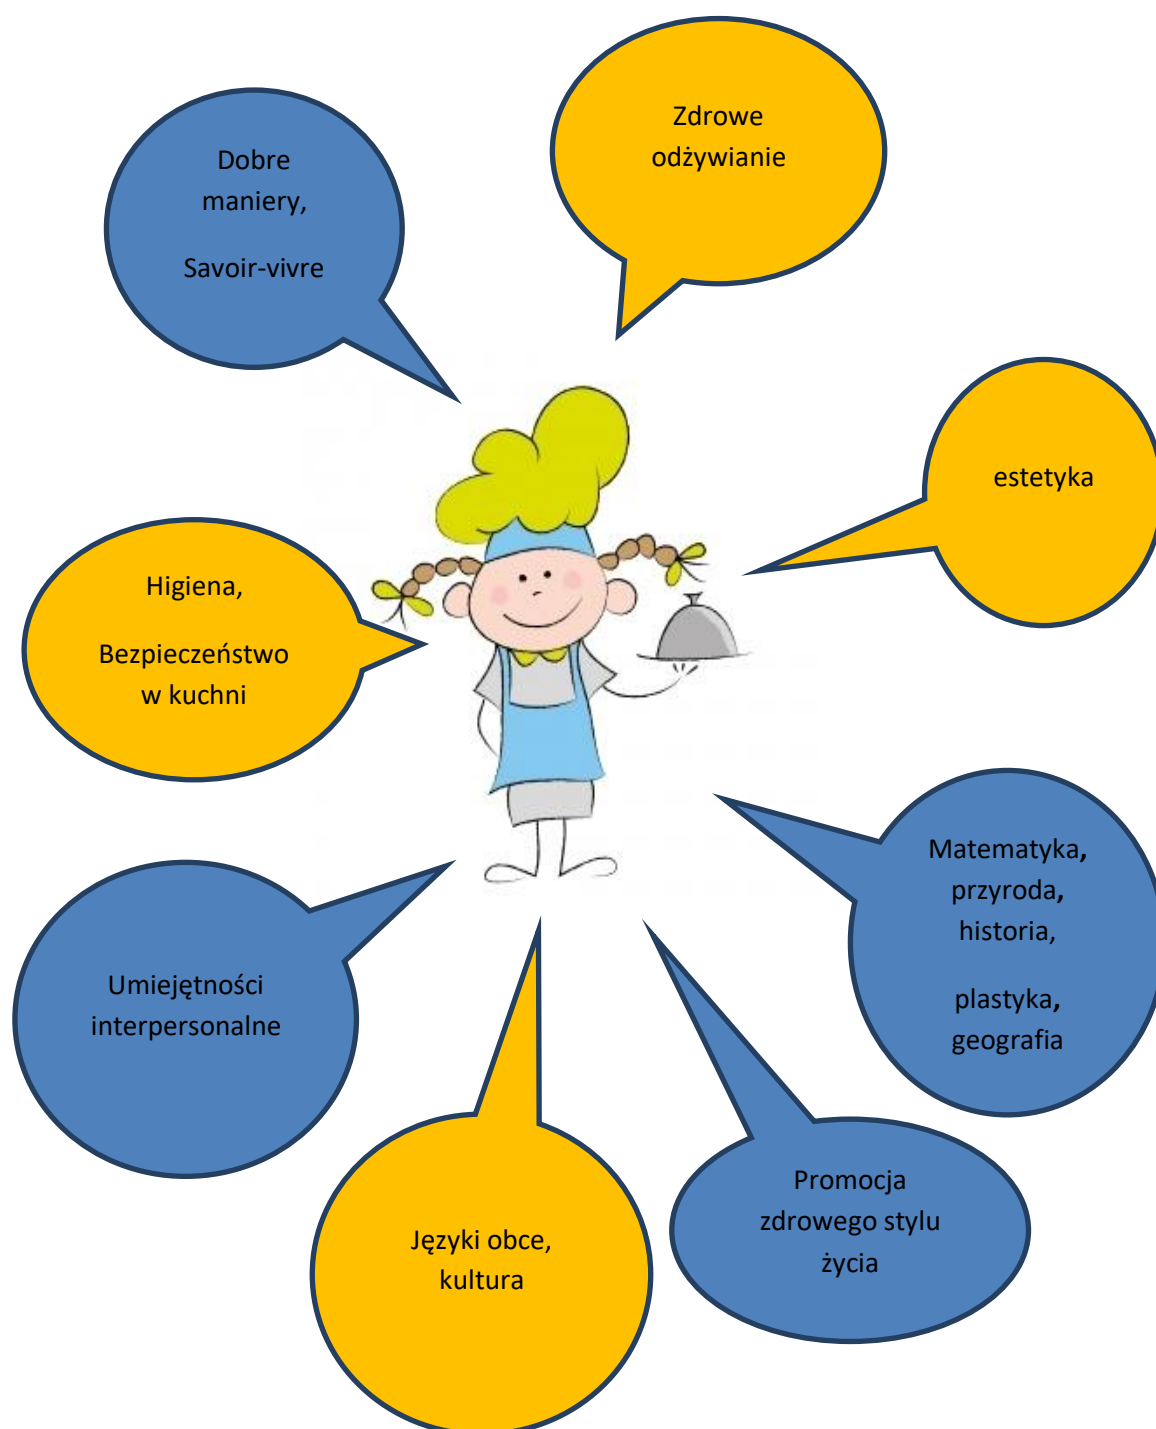 Zdrowe
odżywianie
Dobre
maniery,
Savoir-vivre
estetyka
Higiena,
Bezpieczeństwo
w kuchni
Matematyka,
przyroda,
historia,
plastyka,
geografia
Umiejętności
interpersonalne
Promocja
zdrowego stylu
życia
Języki obce,
kultura